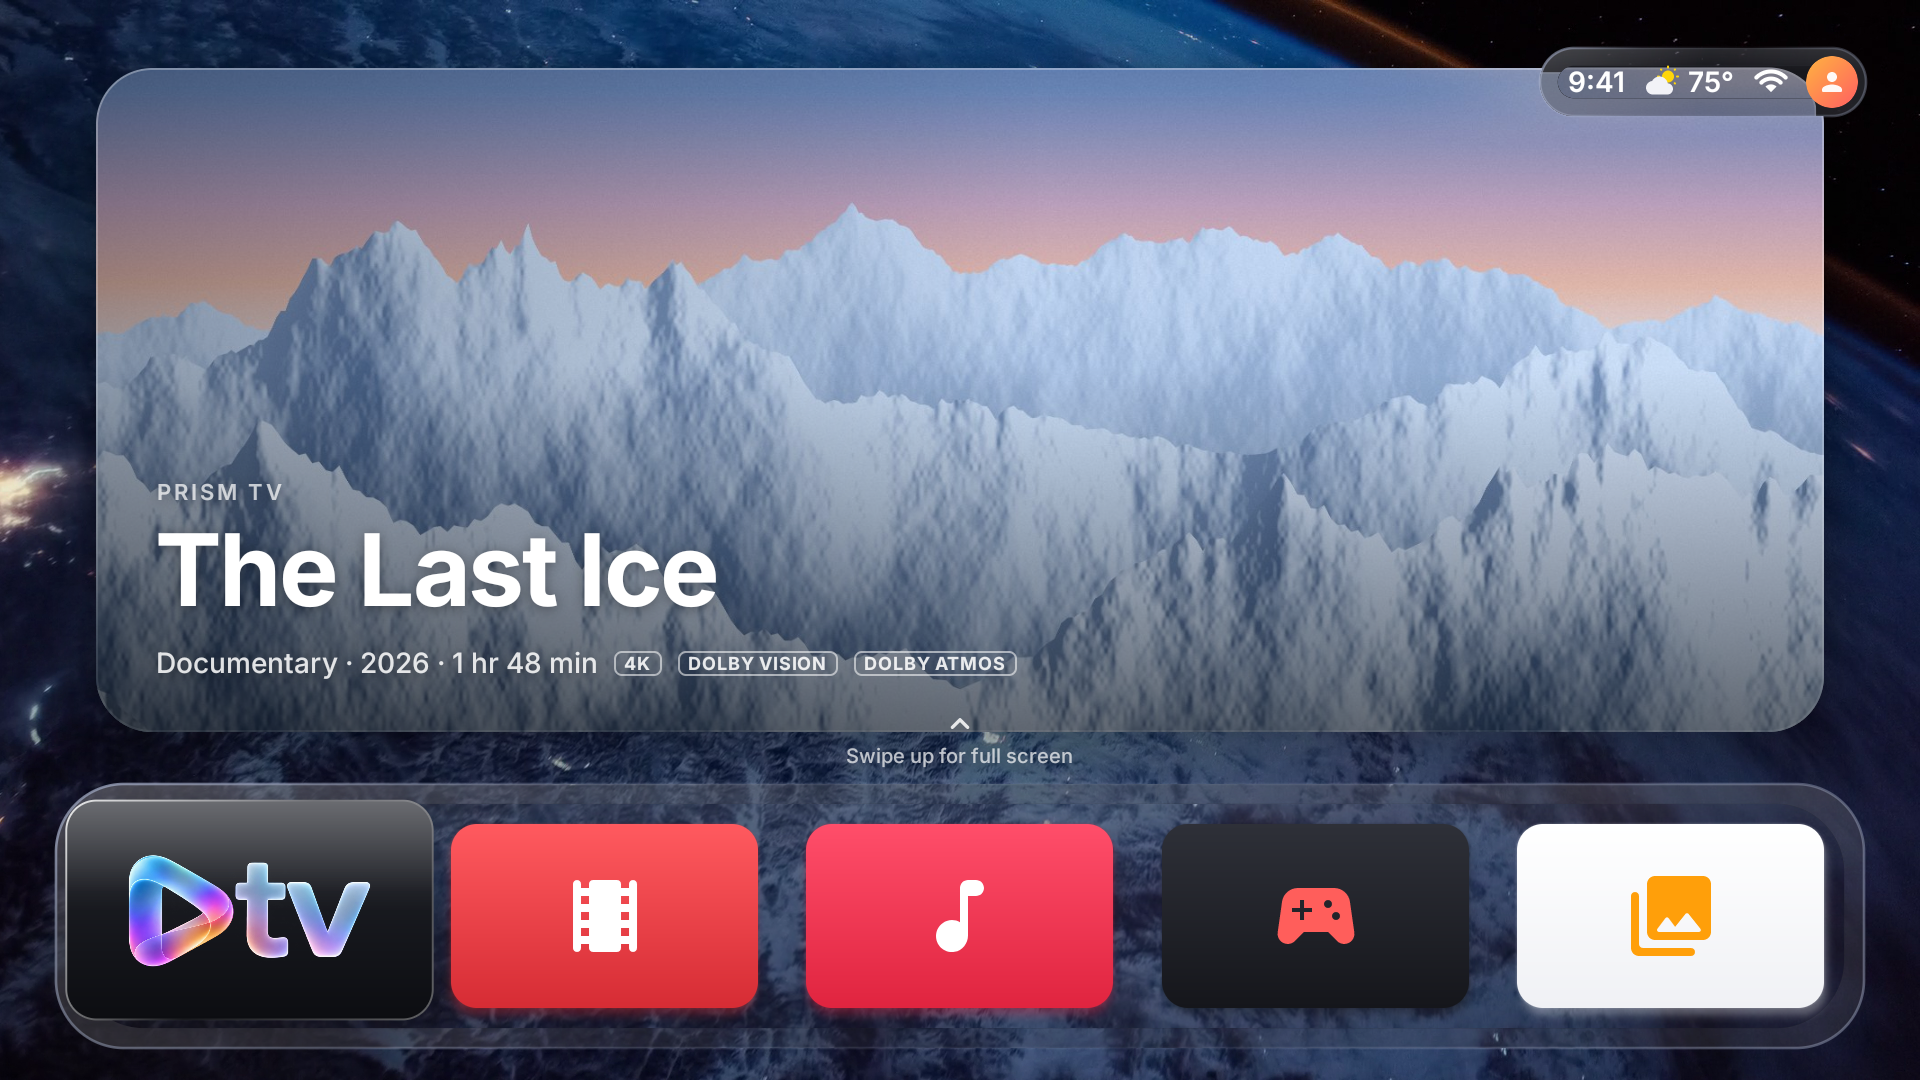 9:41 75°
PRISM TV
The Last Ice
Documentary · 2026 · 1 hr 48 min 4K DOLBY VISION DOLBY ATMOS
Swipe up for full screen
tv